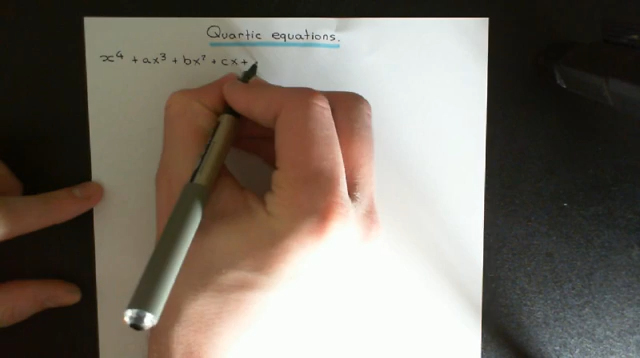 Quartic equations.
x⁴ + ax³ + bx² + cx +